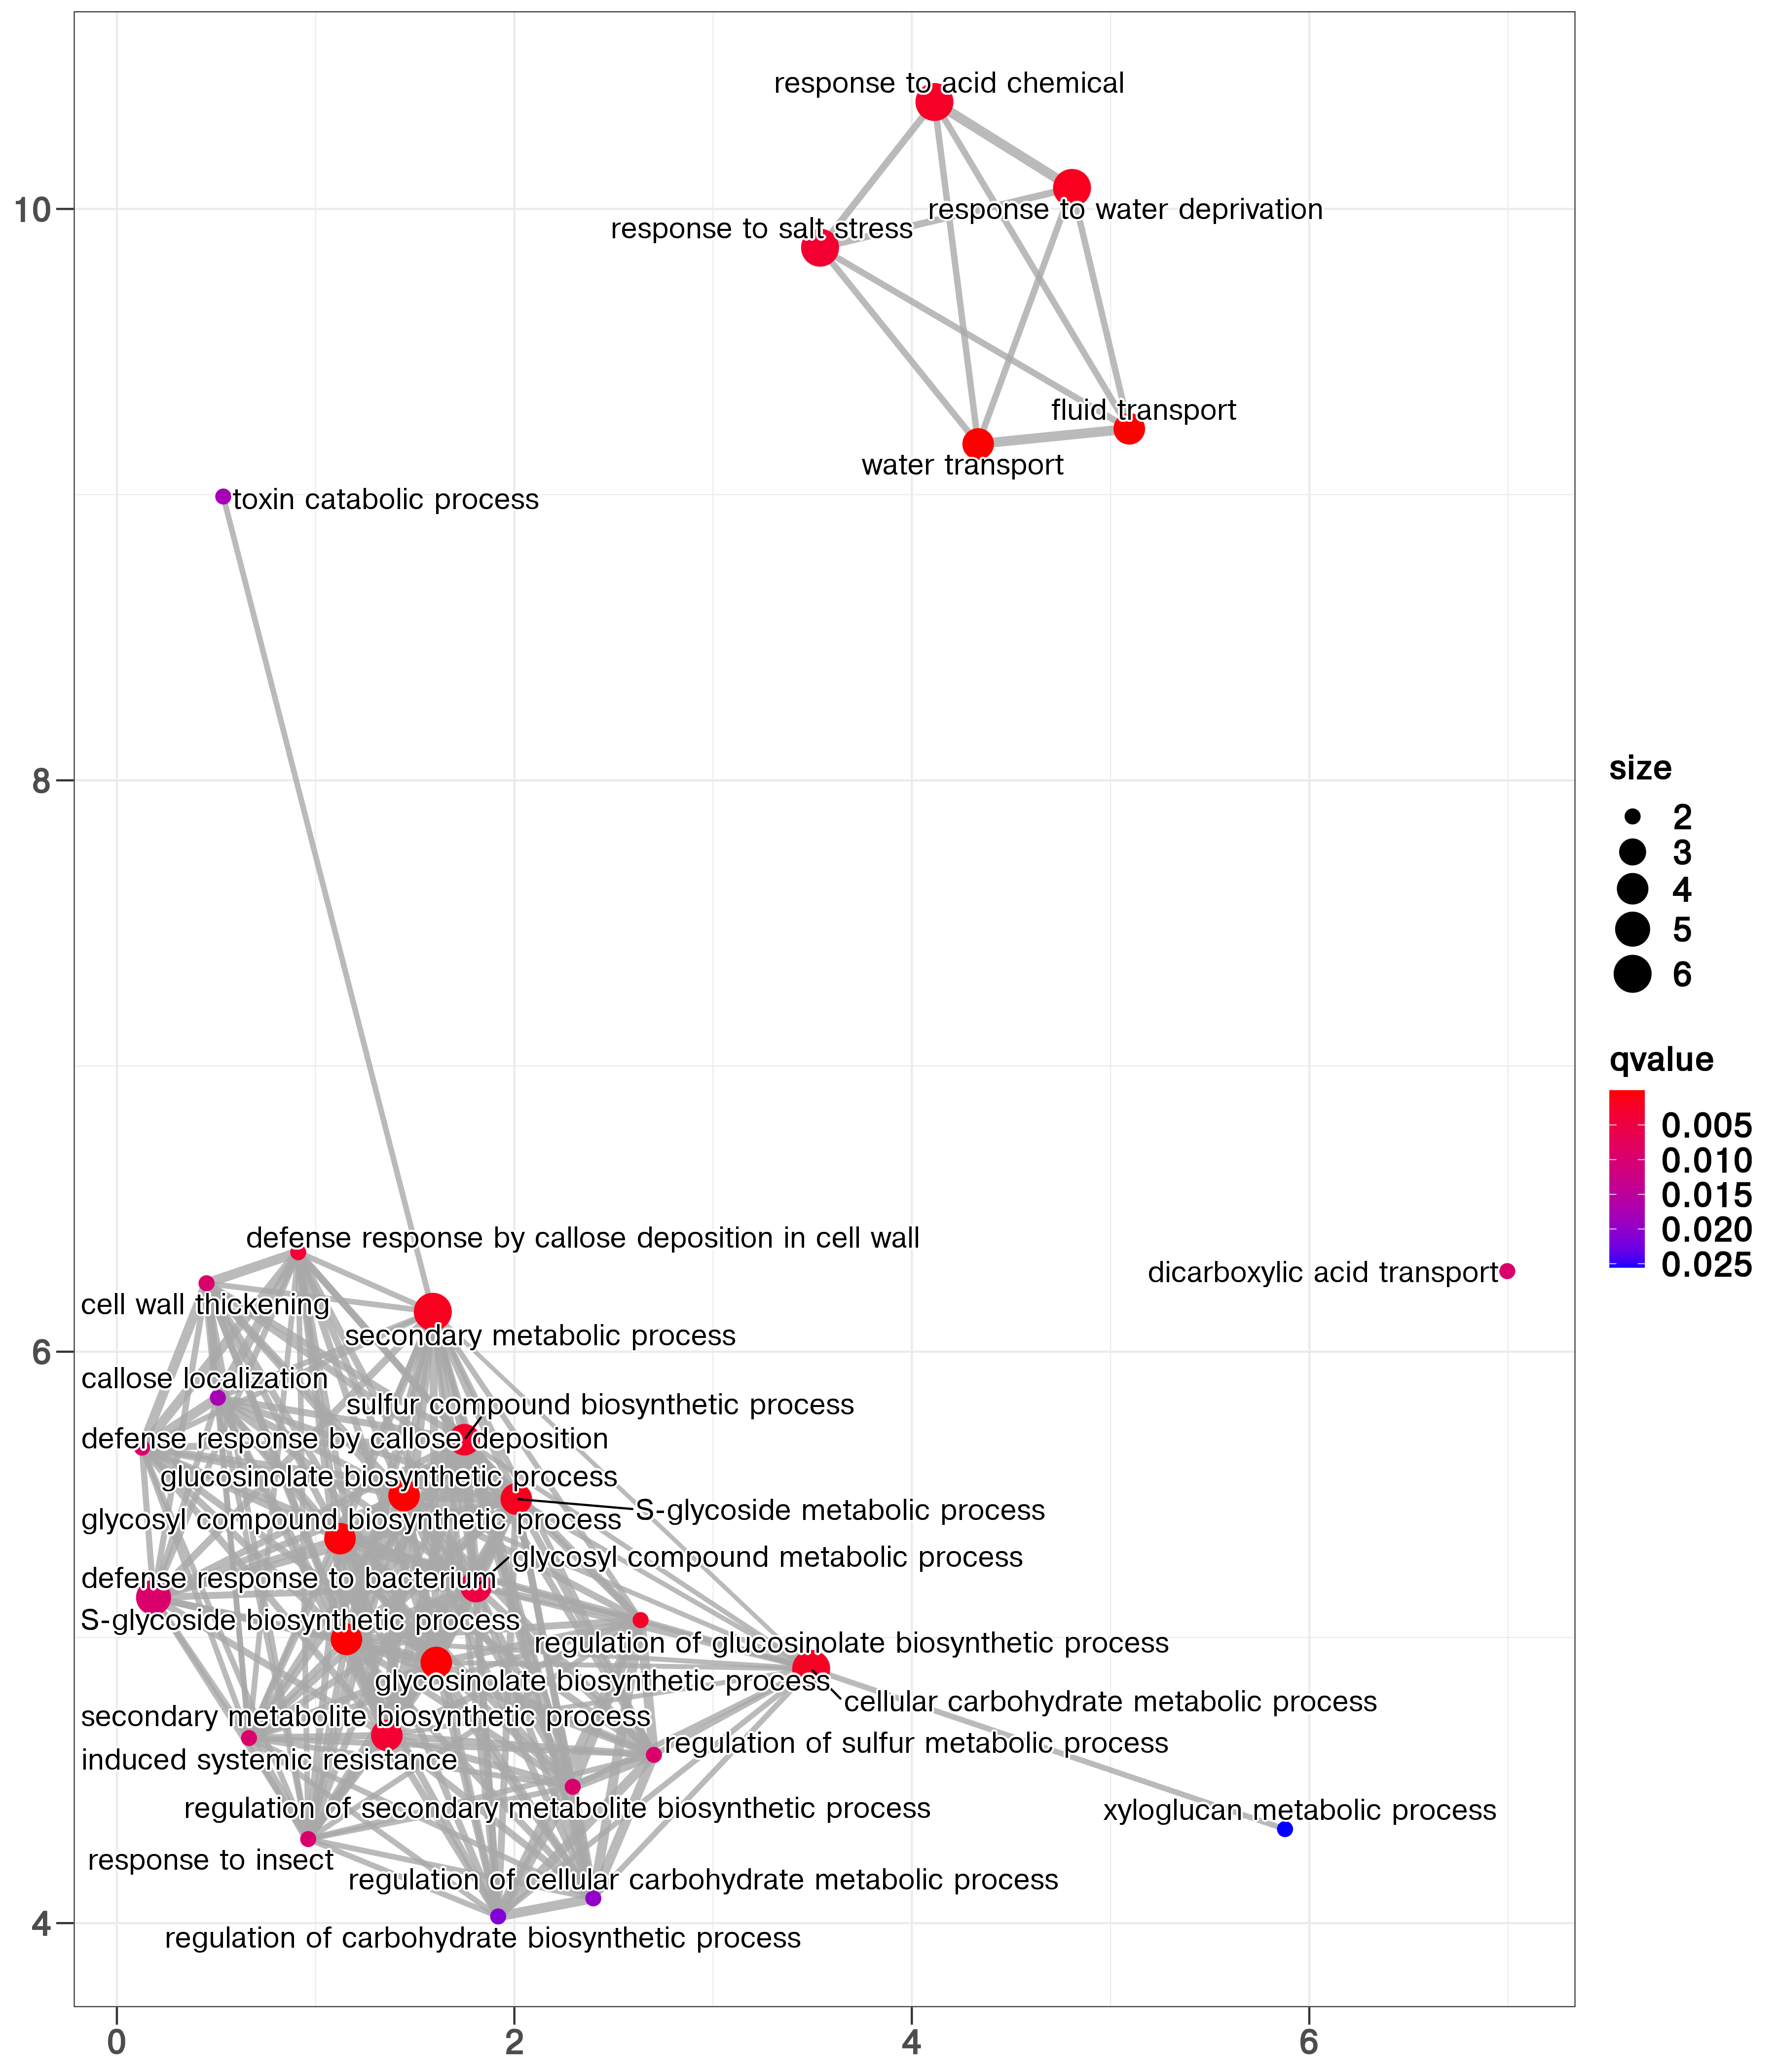 response to acid chemical
10
response to water deprivation
response to salt stress
fluid transport
water transport
toxin catabolic process
8
size
2
3
4
5
6
qvalue
0.005
0.010
0.015
0.020
0.025
defense response by callose deposition in cell wall
dicarboxylic acid transport
cell wall thickening
secondary metabolic process
6
callose localization
sulfur compound biosynthetic process
defense response by callose deposition
glucosinolate biosynthetic process
S-glycoside metabolic process
glycosyl compound biosynthetic process
glycosyl compound metabolic process
defense response to bacterium
S-glycoside biosynthetic process
regulation of glucosinolate biosynthetic process
glycosinolate biosynthetic process
cellular carbohydrate metabolic process
secondary metabolite biosynthetic process
regulation of sulfur metabolic process
induced systemic resistance
regulation of secondary metabolite biosynthetic process
xyloglucan metabolic process
response to insect
regulation of cellular carbohydrate metabolic process
4
regulation of carbohydrate biosynthetic process
0
2
4
6